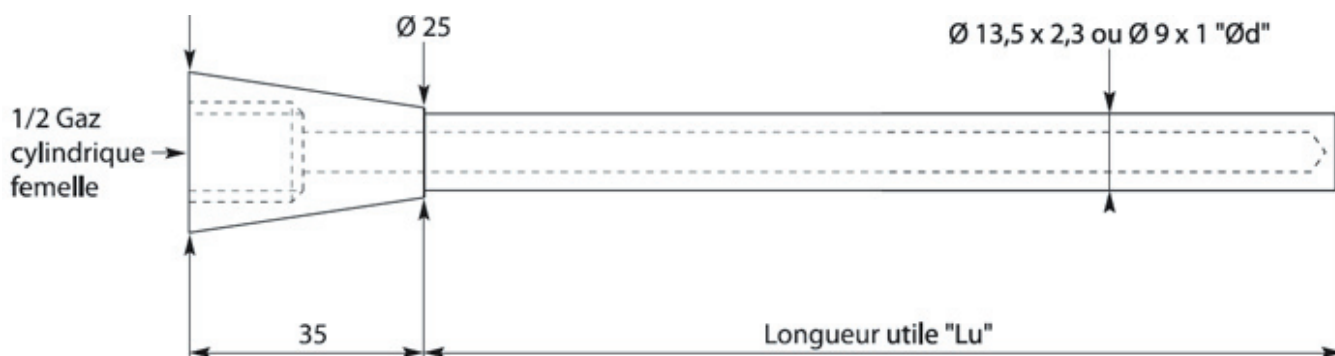 Ø 25
Ø 13,5 x 2,3 ou Ø 9 x 1 "Ød"
1/2 Gaz
cylindrique
femelle
35
Longueur utile "Lu"